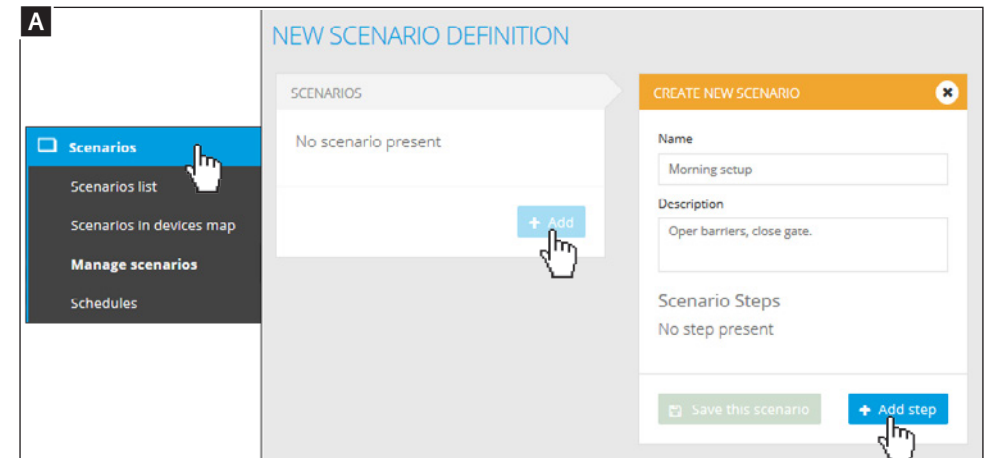 A
NEW SCENARIO DEFINITION
Scenarios
Scenarios list
Scenarios in devices map
Manage scenarios
Schedules
SCENARIOS
No scenario present
+ Add
CREATE NEW SCENARIO
Name
Morning setup
Description
Oper barriers, close gate.
Scenario Steps
No step present
Save this scenario
+ Add step